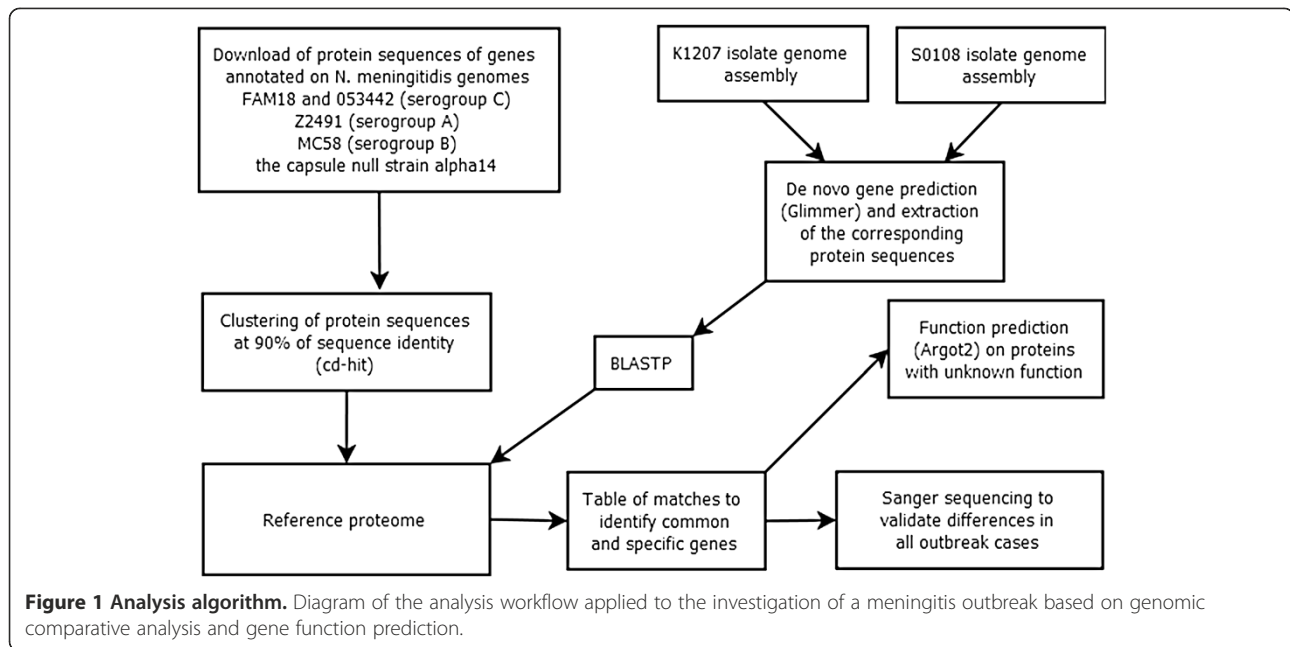 Download of protein sequences of genes
annotated on N. meningitidis genomes
FAM18 and 053442 (serogroup C)
Z2491 (serogroup A)
MC58 (serogroup B)
the capsule null strain alpha14
K1207 isolate genome
assembly
S0108 isolate genome
assembly
De novo gene prediction
(Glimmer) and extraction
of the corresponding
protein sequences
Clustering of protein sequences
at 90% of sequence identity
(cd-hit)
BLASTP
Function prediction
(Argot2) on proteins
with unknown function
Reference proteome
Table of matches to
identify common
and specific genes
Sanger sequencing to
validate differences in
all outbreak cases
Figure 1 Analysis algorithm. Diagram of the analysis workflow applied to the investigation of a meningitis outbreak based on genomic
comparative analysis and gene function prediction.